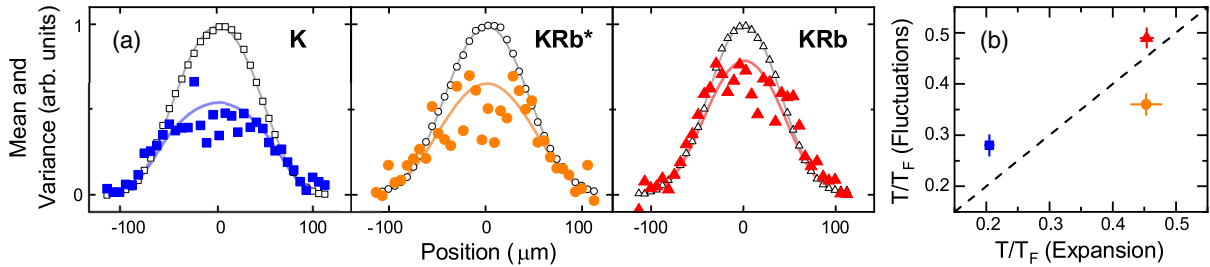 Mean and
Variance (arb. units)
1
0
(a)
K
KRb*
KRb
-100 0 100 -100 0 100 -100 0 100
Position (μm)
(b)
T/T_F (Fluctuations)
0.5
0.4
0.3
0.2
0.2 0.3 0.4 0.5
T/T_F (Expansion)